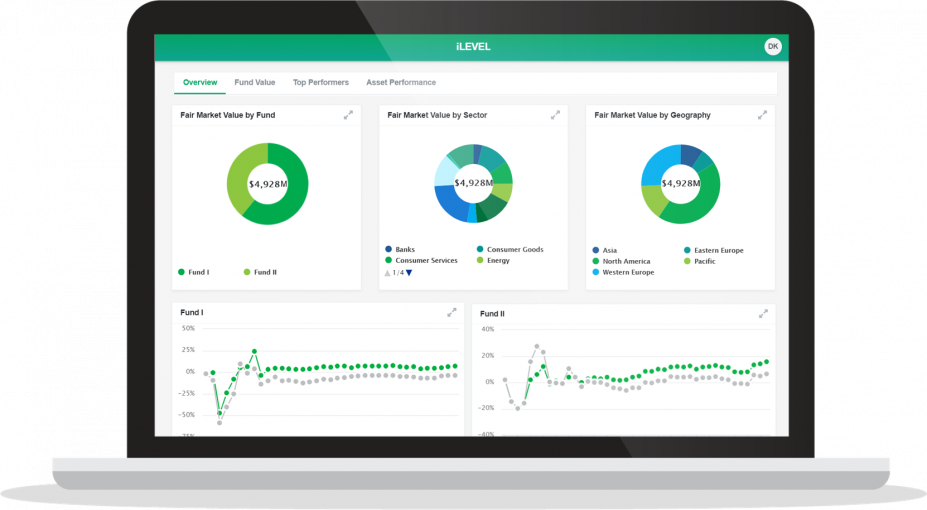 iLEVEL
DK
Overview Fund Value Top Performers Asset Performance
Fair Market Value by Fund
$4,928M
Fund I Fund II
Fair Market Value by Sector
$4,928M
Banks Consumer Goods
Consumer Services Energy
1/4
Fair Market Value by Geography
$4,928M
Asia Eastern Europe
North America Pacific
Western Europe
Fund I
50%
25%
0%
-25%
-50%
-75%
Fund II
40%
20%
0%
-20%
-40%